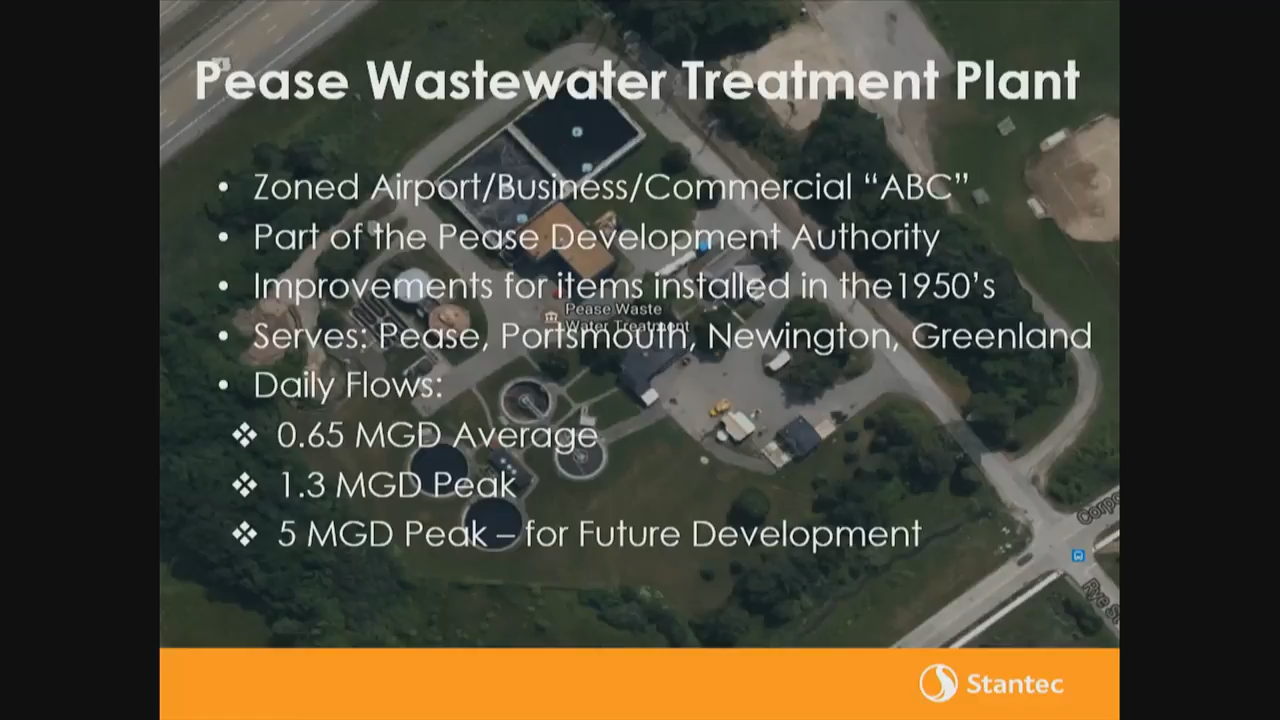 Pease Wastewater Treatment Plant
• Zoned Airport/Business/Commercial “ABC”
• Part of the Pease Development Authority
• Improvements for items installed in the1950’s
Pease Waste
Water Treatment
• Serves: Pease, Portsmouth, Newington, Greenland
• Daily Flows:
❖ 0.65 MGD Average
❖ 1.3 MGD Peak
❖ 5 MGD Peak – for Future Development
Stantec